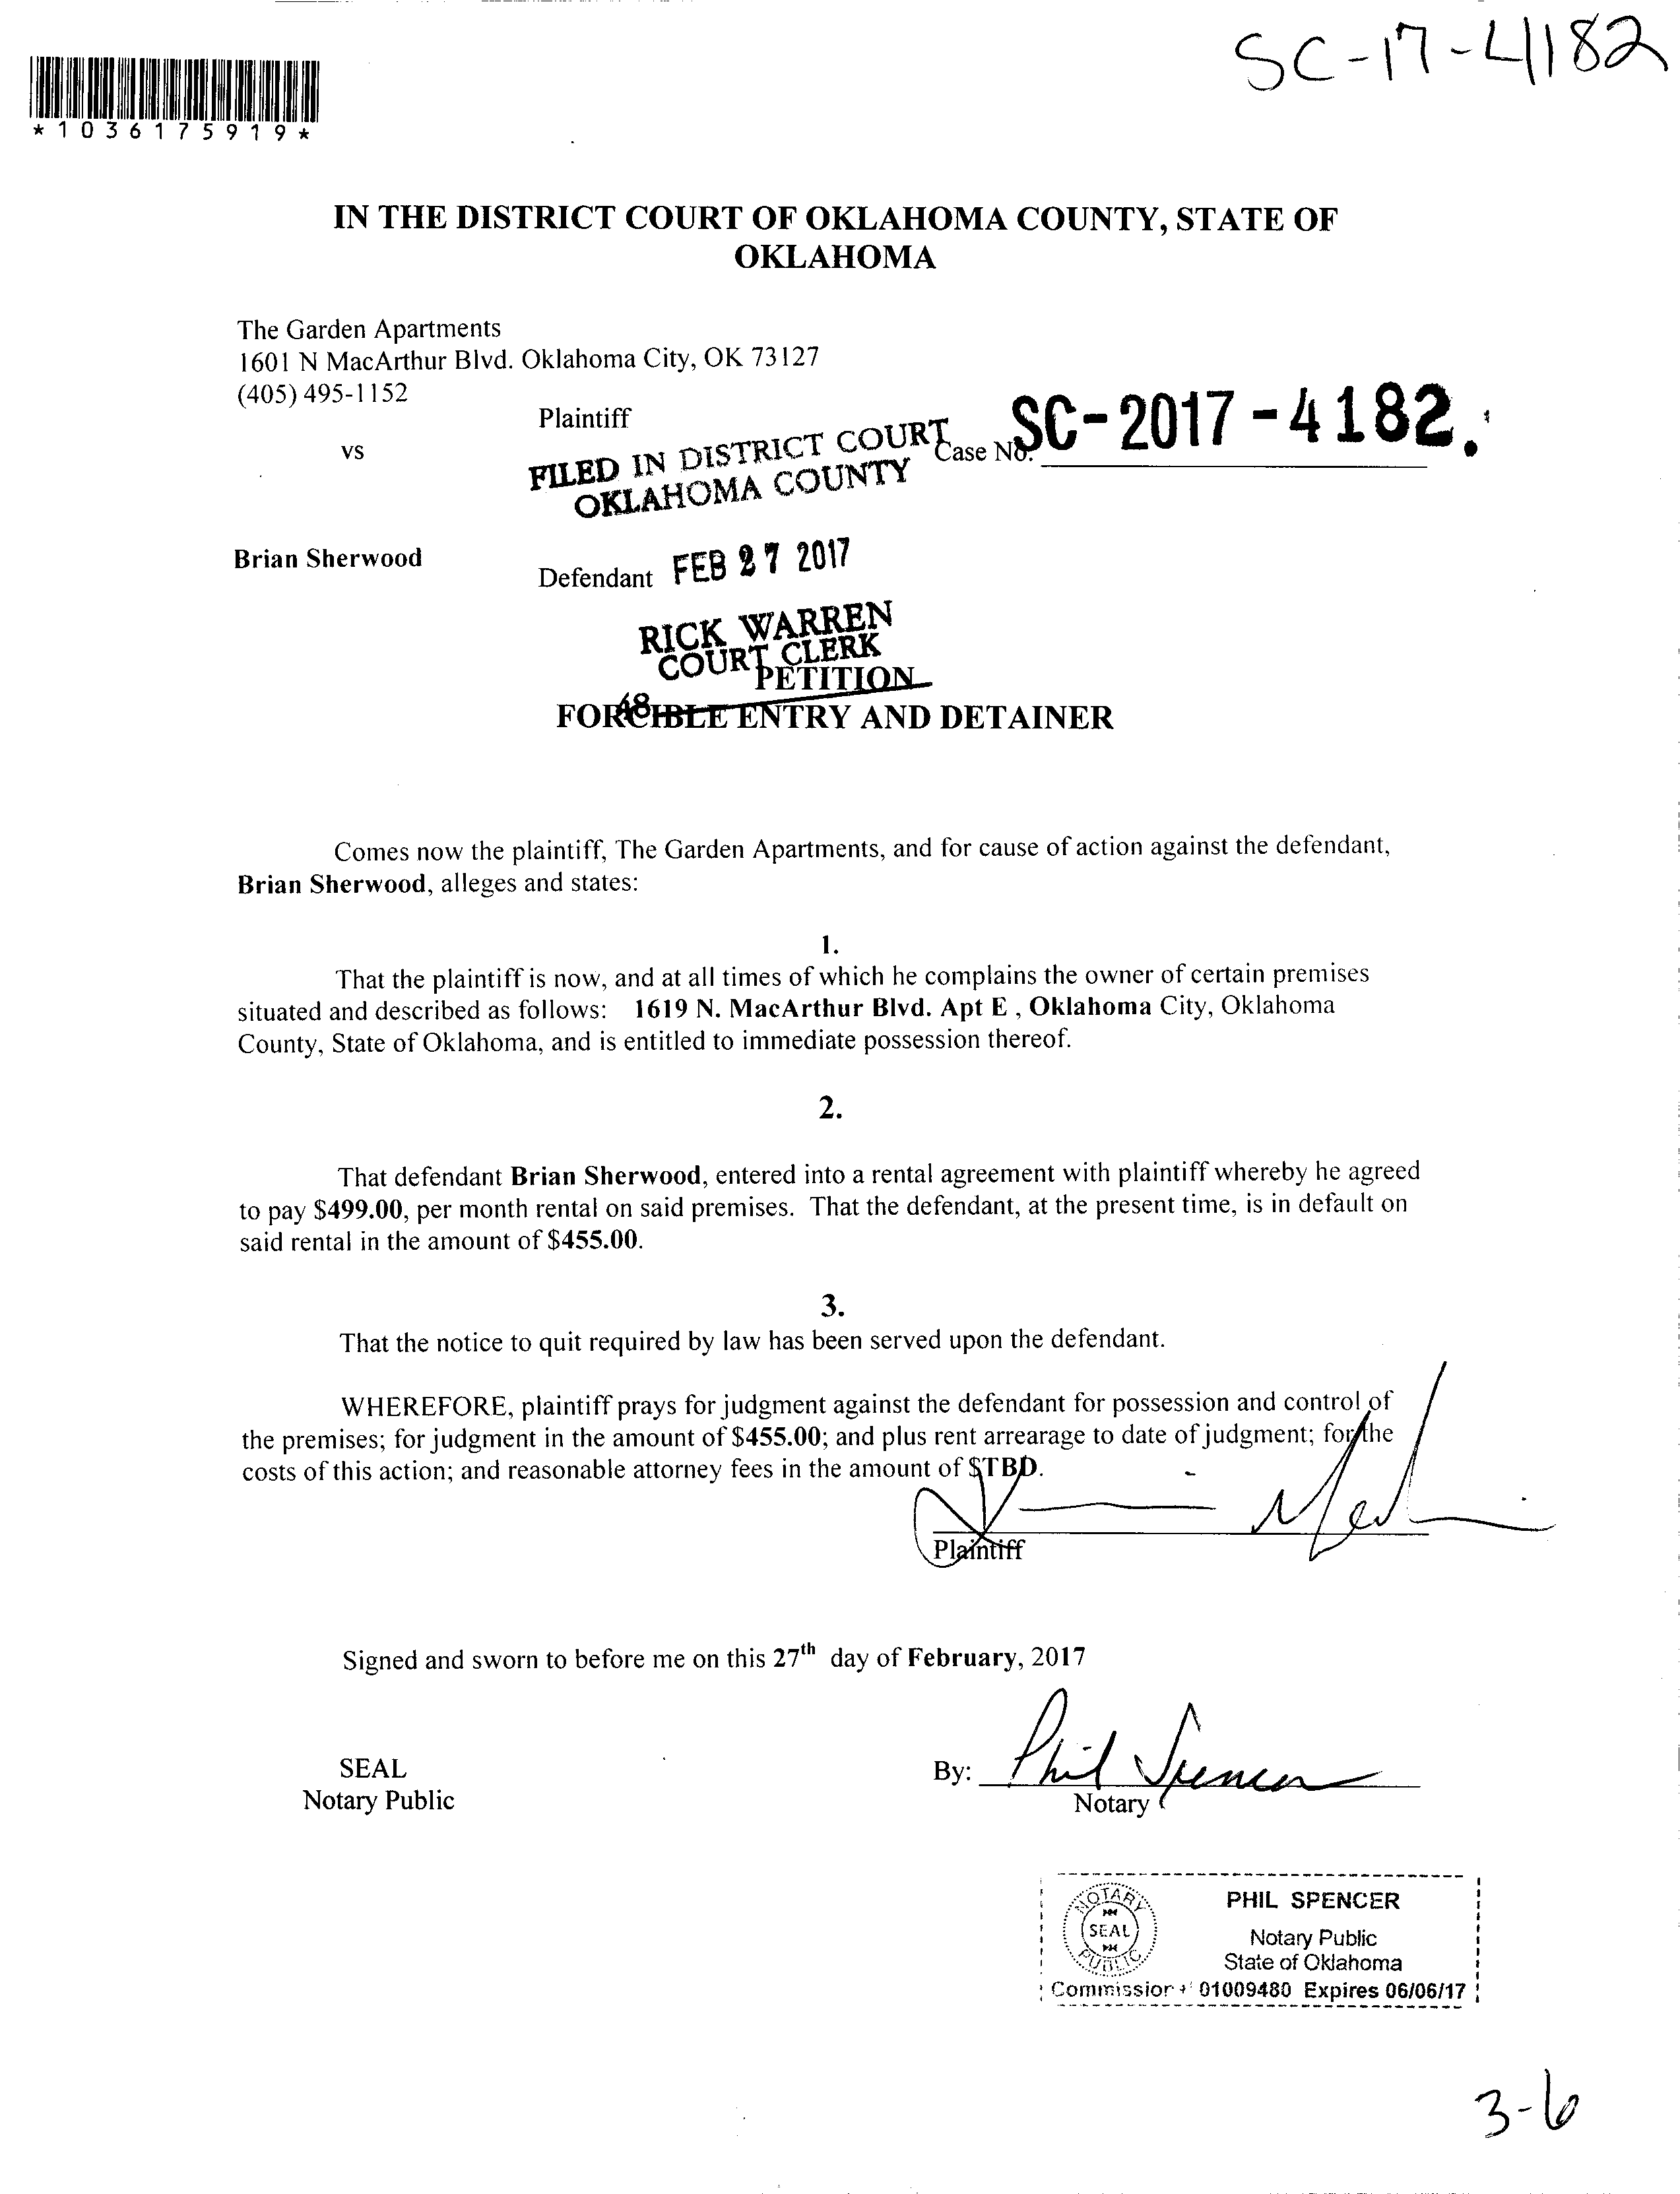 SC-17-4182
*1036175919*
IN THE DISTRICT COURT OF OKLAHOMA COUNTY, STATE OF
OKLAHOMA
The Garden Apartments
1601 N MacArthur Blvd. Oklahoma City, OK 73127
(405) 495-1152
Plaintiff
vs
FILED IN DISTRICT COURT
OKLAHOMA COUNTY
Case No. SC-2017-4182.
Brian Sherwood
Defendant
FEB 27 2017
RICK WARREN
COURT CLERK
48
PETITION
FORCIBLE ENTRY AND DETAINER
Comes now the plaintiff, The Garden Apartments, and for cause of action against the defendant,
Brian Sherwood, alleges and states:
1.
That the plaintiff is now, and at all times of which he complains the owner of certain premises
situated and described as follows: 1619 N. MacArthur Blvd. Apt E , Oklahoma City, Oklahoma
County, State of Oklahoma, and is entitled to immediate possession thereof.
2.
That defendant Brian Sherwood, entered into a rental agreement with plaintiff whereby he agreed
to pay $499.00, per month rental on said premises. That the defendant, at the present time, is in default on
said rental in the amount of $455.00.
3.
That the notice to quit required by law has been served upon the defendant.
WHEREFORE, plaintiff prays for judgment against the defendant for possession and control of
the premises; for judgment in the amount of $455.00; and plus rent arrearage to date of judgment; for the
costs of this action; and reasonable attorney fees in the amount of $TBD.
Plaintiff
Signed and sworn to before me on this 27th day of February, 2017
SEAL
Notary Public
By: Phil Spencer
Notary
NOTARY
SEAL
PUBLIC
PHIL SPENCER
Notary Public
State of Oklahoma
Commission # 01009480 Expires 06/06/17
3-6